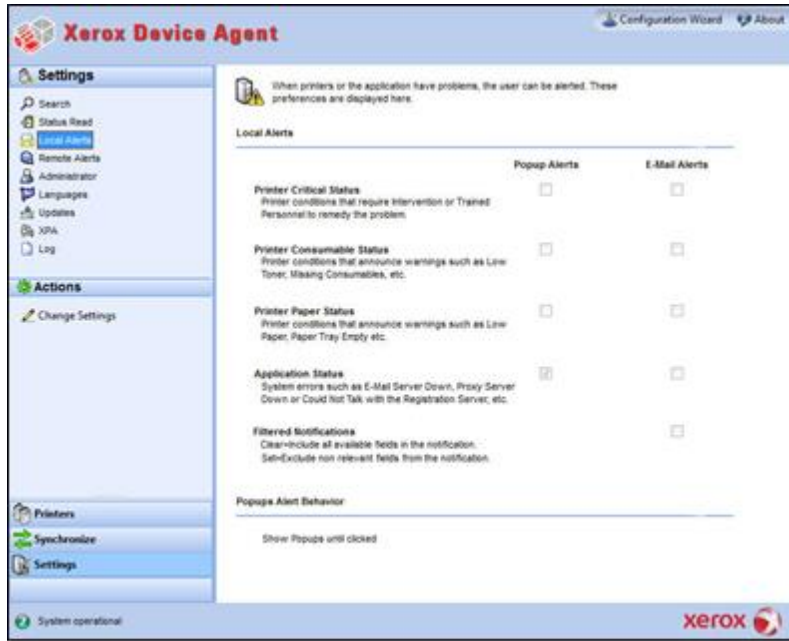 Xerox Device Agent
Configuration Wizard
About
Settings
Search
Status Read
Local Alerts
Remote Alerts
Administrator
Languages
Updates
XPA
Log
Actions
Change Settings
Printers
Synchronize
Settings
When printers or the application have problems, the user can be alerted. These
preferences are displayed here.
Local Alerts
Popup Alerts
E-Mail Alerts
Printer Critical Status
Printer conditions that require Intervention or Trained
Personnel to remedy the problem.
Printer Consumable Status
Printer conditions that announce warnings such as Low
Toner, Missing Consumables, etc.
Printer Paper Status
Printer conditions that announce warnings such as Low
Paper, Paper Tray Empty etc.
Application Status
System errors such as E-Mail Server Down, Proxy Server
Down or Could Not Talk with the Registration Server, etc.
Filtered Notifications
Clear=Include all available fields in the notification.
Set=Exclude non relevant fields from the notification.
Popups Alert Behavior
Show Popups until clicked
System operational
xerox